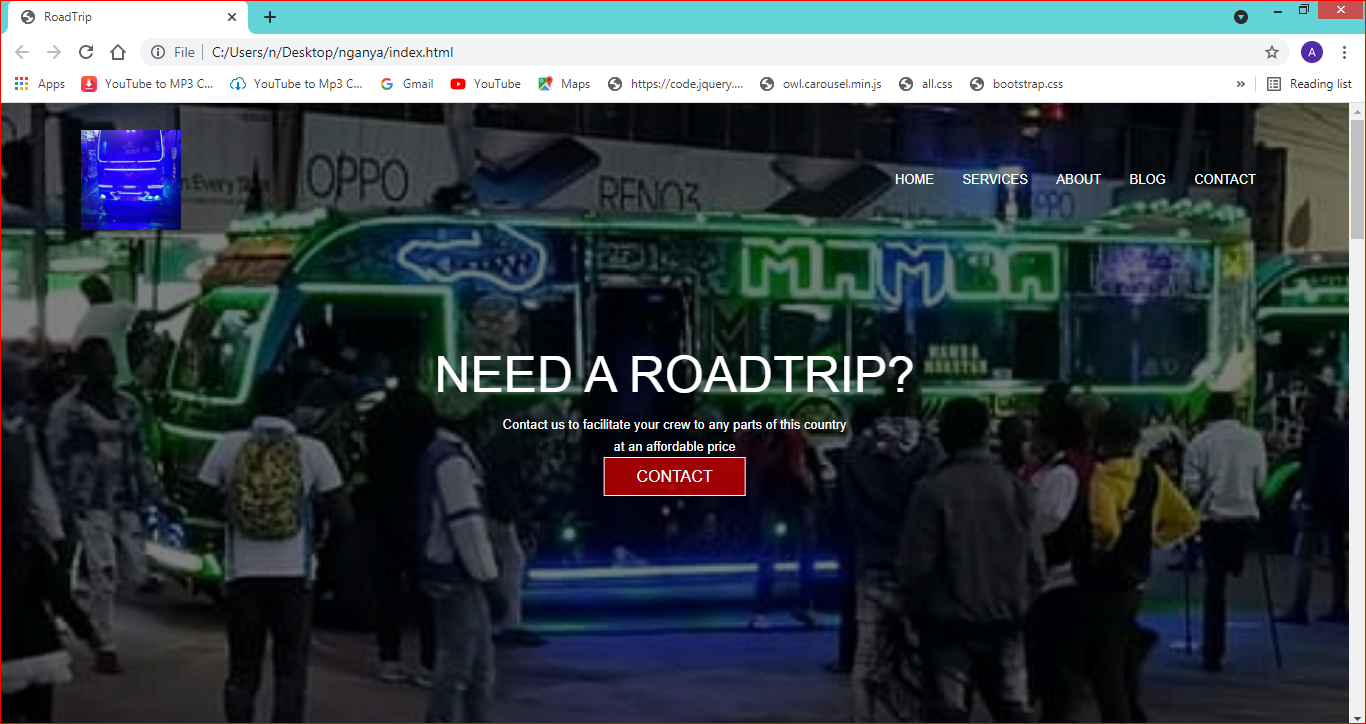 RoadTrip
File C:/Users/n/Desktop/nganya/index.html
A
Apps YouTube to MP3 C... YouTube to Mp3 C... Gmail YouTube Maps https://code.jquery.... owl.carousel.min.js all.css bootstrap.css » Reading list
OPPO RENO3 OPPO
HOME SERVICES ABOUT BLOG CONTACT
MAMBA
NEED A ROADTRIP?
Contact us to facilitate your crew to any parts of this country
at an affordable price
CONTACT